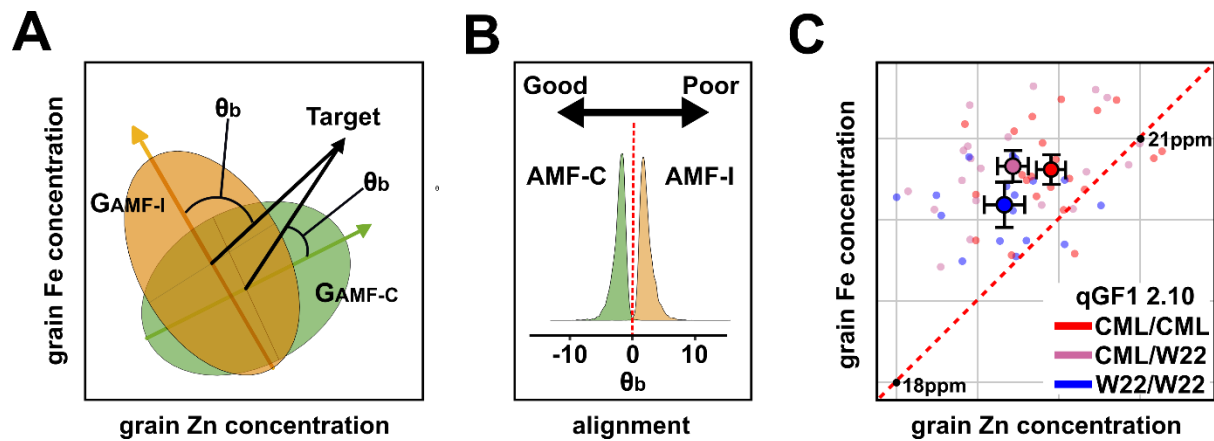 A
grain Fe concentration
θb
Target
θb
GAMF-I
GAMF-C
grain Zn concentration
B
Good
Poor
AMF-C
AMF-I
-10
0
10
θb
alignment
C
grain Fe concentration
21ppm
18ppm
qGF1 2.10
CML/CML
CML/W22
W22/W22
grain Zn concentration